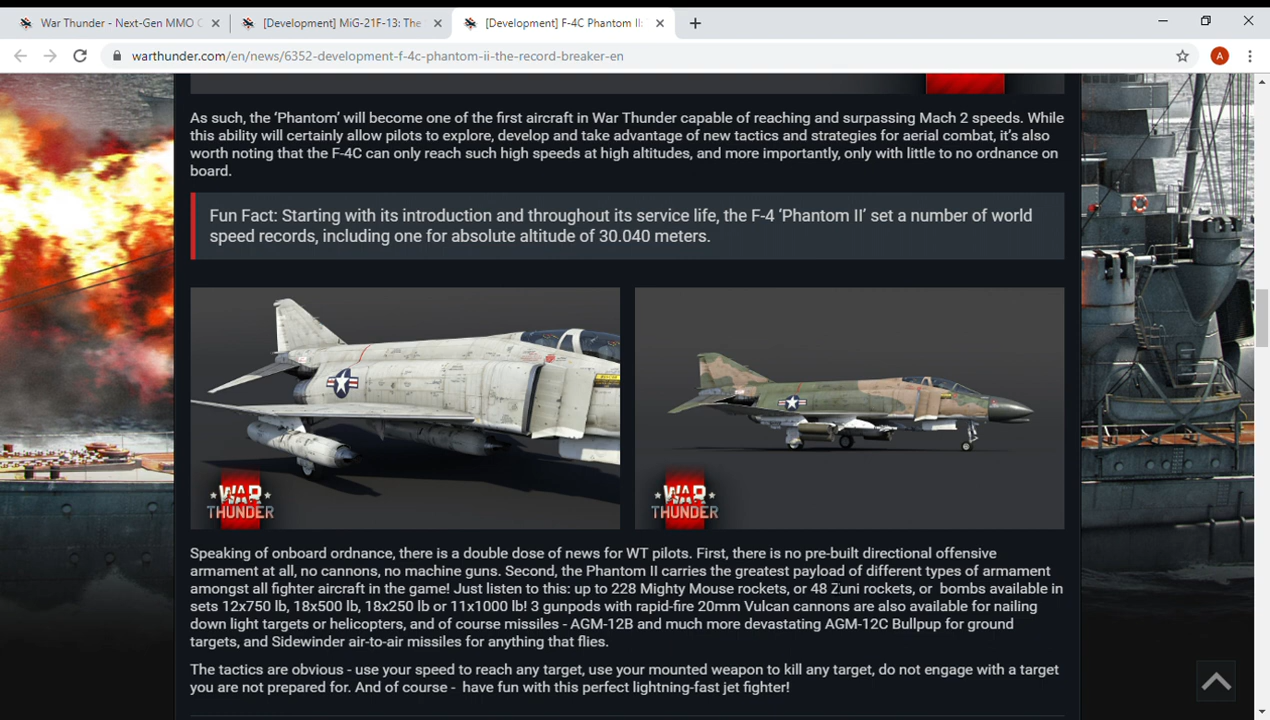 War Thunder - Next-Gen MMO C
[Development] MiG-21F-13: The
[Development] F-4C Phantom II:
warthunder.com/en/news/6352-development-f-4c-phantom-ii-the-record-breaker-en
A
As such, the ‘Phantom’ will become one of the first aircraft in War Thunder capable of reaching and surpassing Mach 2 speeds. While
this ability will certainly allow pilots to explore, develop and take advantage of new tactics and strategies for aerial combat, it’s also
worth noting that the F-4C can only reach such high speeds at high altitudes, and more importantly, only with little to no ordnance on
board.
Fun Fact: Starting with its introduction and throughout its service life, the F-4 ‘Phantom II’ set a number of world
speed records, including one for absolute altitude of 30.040 meters.
WAR
THUNDER
WAR
THUNDER
Speaking of onboard ordnance, there is a double dose of news for WT pilots. First, there is no pre-built directional offensive
armament at all, no cannons, no machine guns. Second, the Phantom II carries the greatest payload of different types of armament
amongst all fighter aircraft in the game! Just listen to this: up to 228 Mighty Mouse rockets, or 48 Zuni rockets, or bombs available in
sets 12x750 lb, 18x500 lb, 18x250 lb or 11x1000 lb! 3 gunpods with rapid-fire 20mm Vulcan cannons are also available for nailing
down light targets or helicopters, and of course missiles - AGM-12B and much more devastating AGM-12C Bullpup for ground
targets, and Sidewinder air-to-air missiles for anything that flies.
The tactics are obvious - use your speed to reach any target, use your mounted weapon to kill any target, do not engage with a target
you are not prepared for. And of course - have fun with this perfect lightning-fast jet fighter!